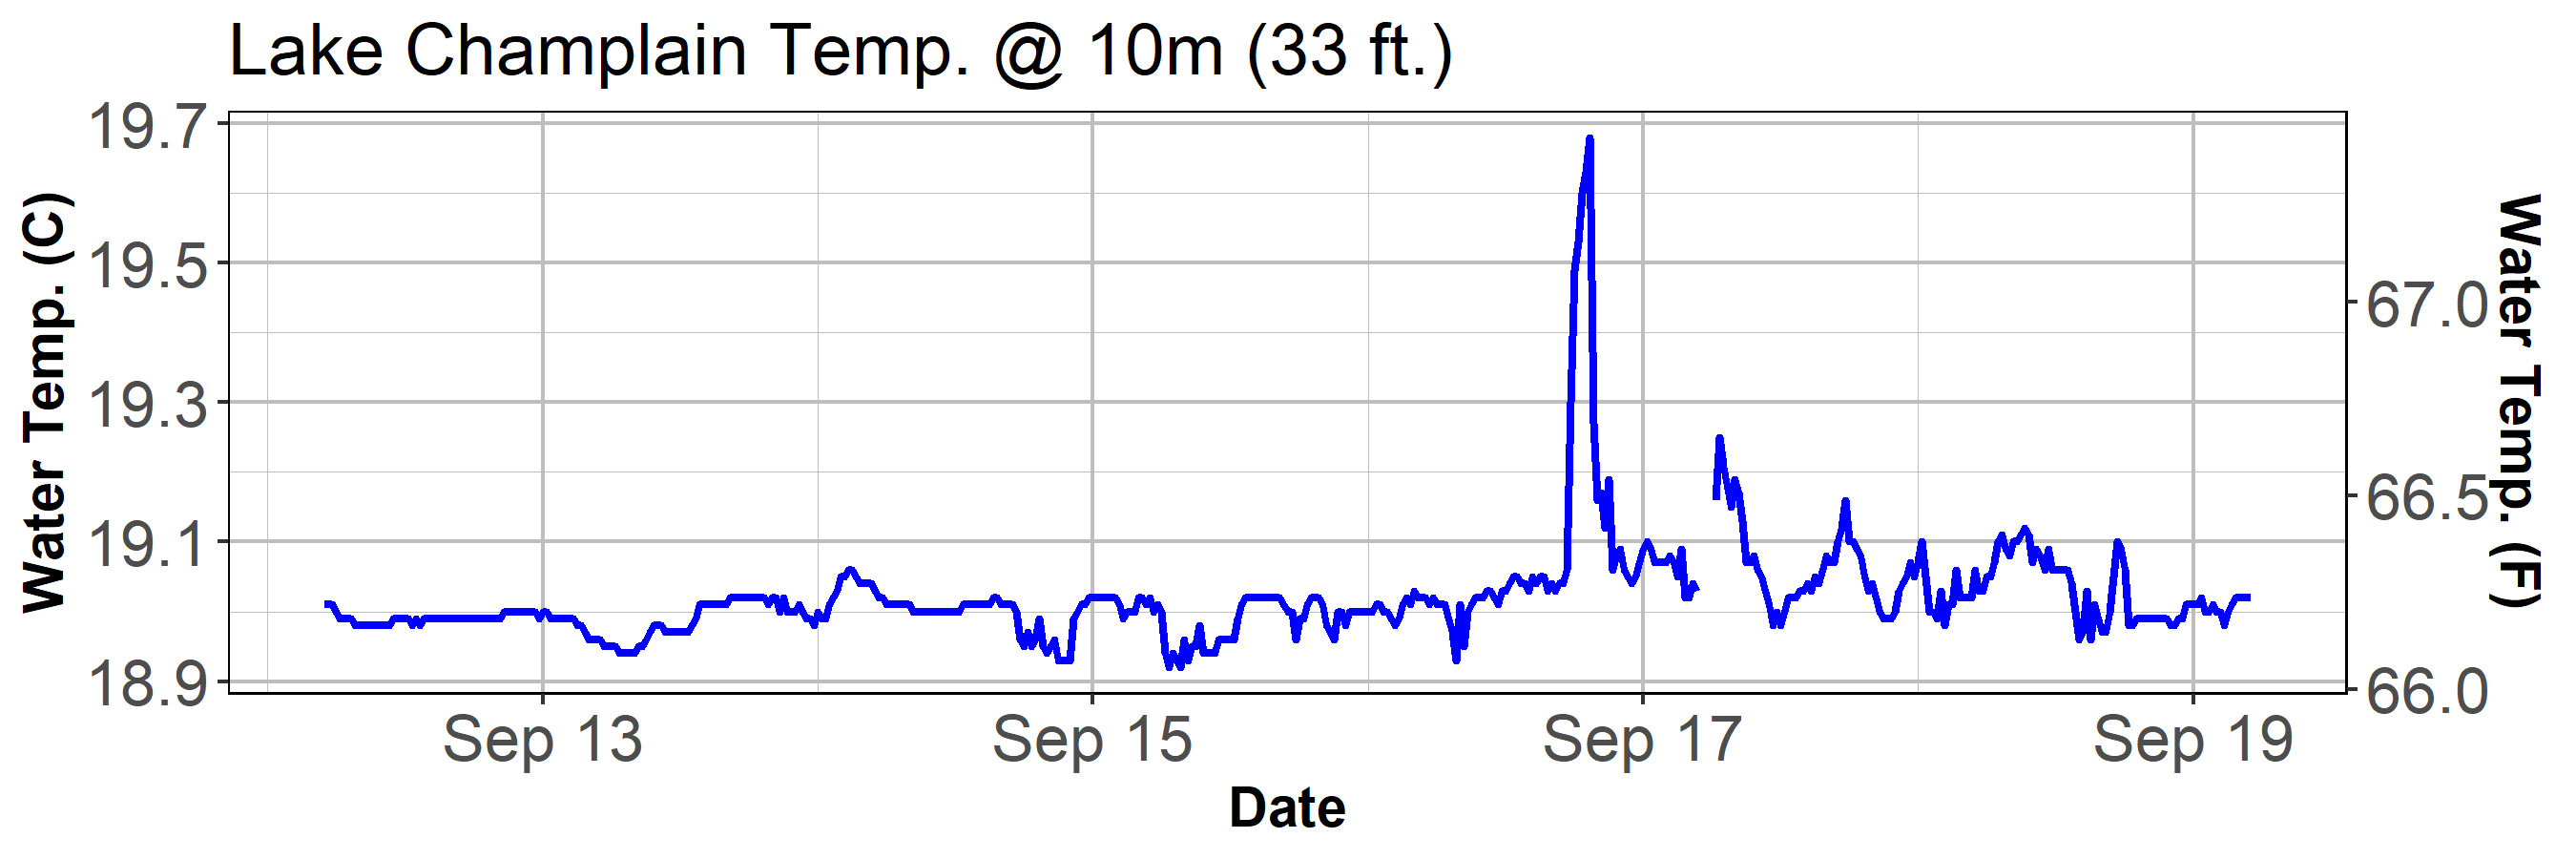 Lake Champlain Temp. @ 10m (33 ft.)
Water Temp. (C)
19.7
19.5
19.3
19.1
18.9
67.0
66.5
66.0
Water Temp. (F)
Sep 13
Sep 15
Sep 17
Sep 19
Date